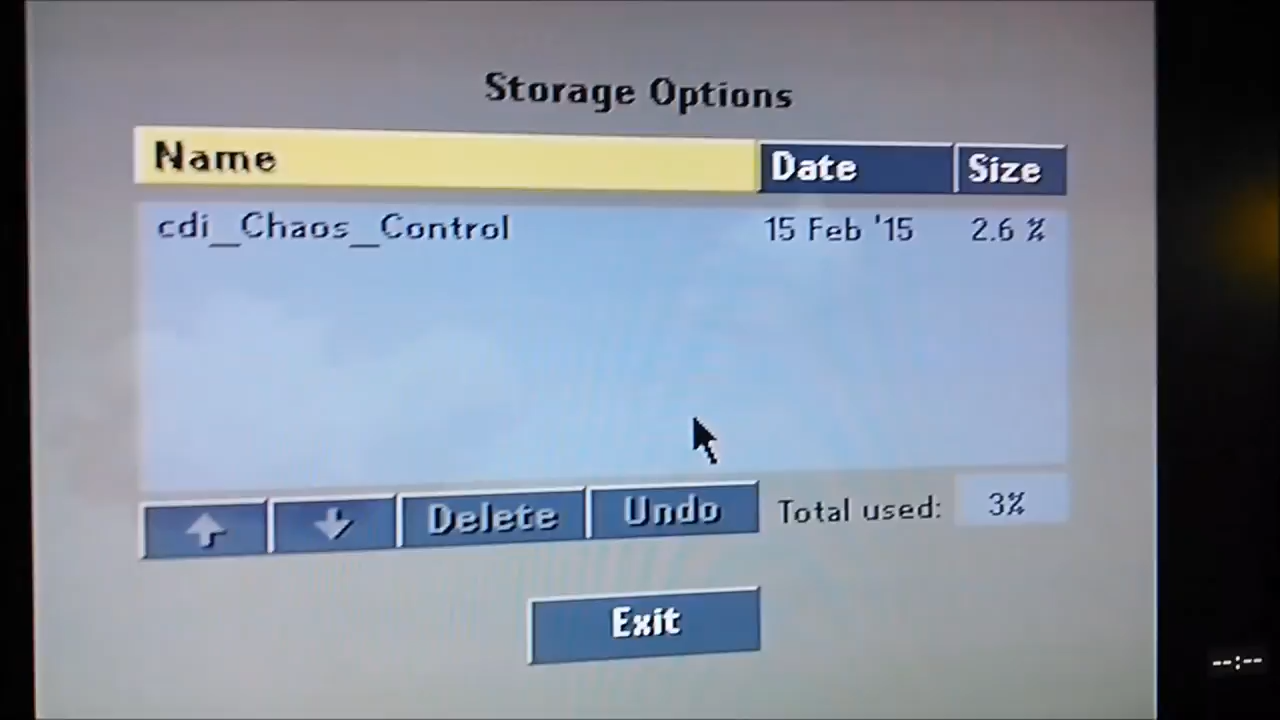 Storage Options
Name Date Size
cdi_Chaos_Control 15 Feb '15 2.6 %
Delete Undo Total used: 3%
Exit
--:--